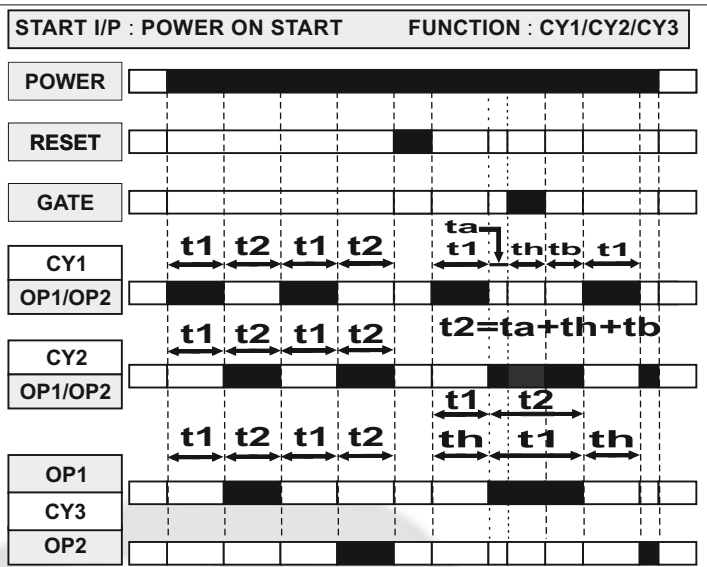 START I/P : POWER ON START FUNCTION : CY1/CY2/CY3
POWER
RESET
GATE
ta
t1 t2 t1 t2 t1 th tb t1
CY1
OP1/OP2
t2=ta+th+tb
t1 t2 t1 t2
CY2
OP1/OP2
t1 t2
t1 t2 t1 t2 th t1 th
OP1
CY3
OP2